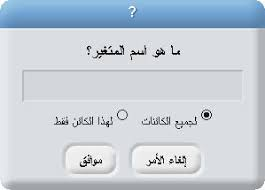 ?
ما هو اسم المتغير؟
لجميع الكائنات لهذا الكائن فقط
إلغاء الأمر موافق